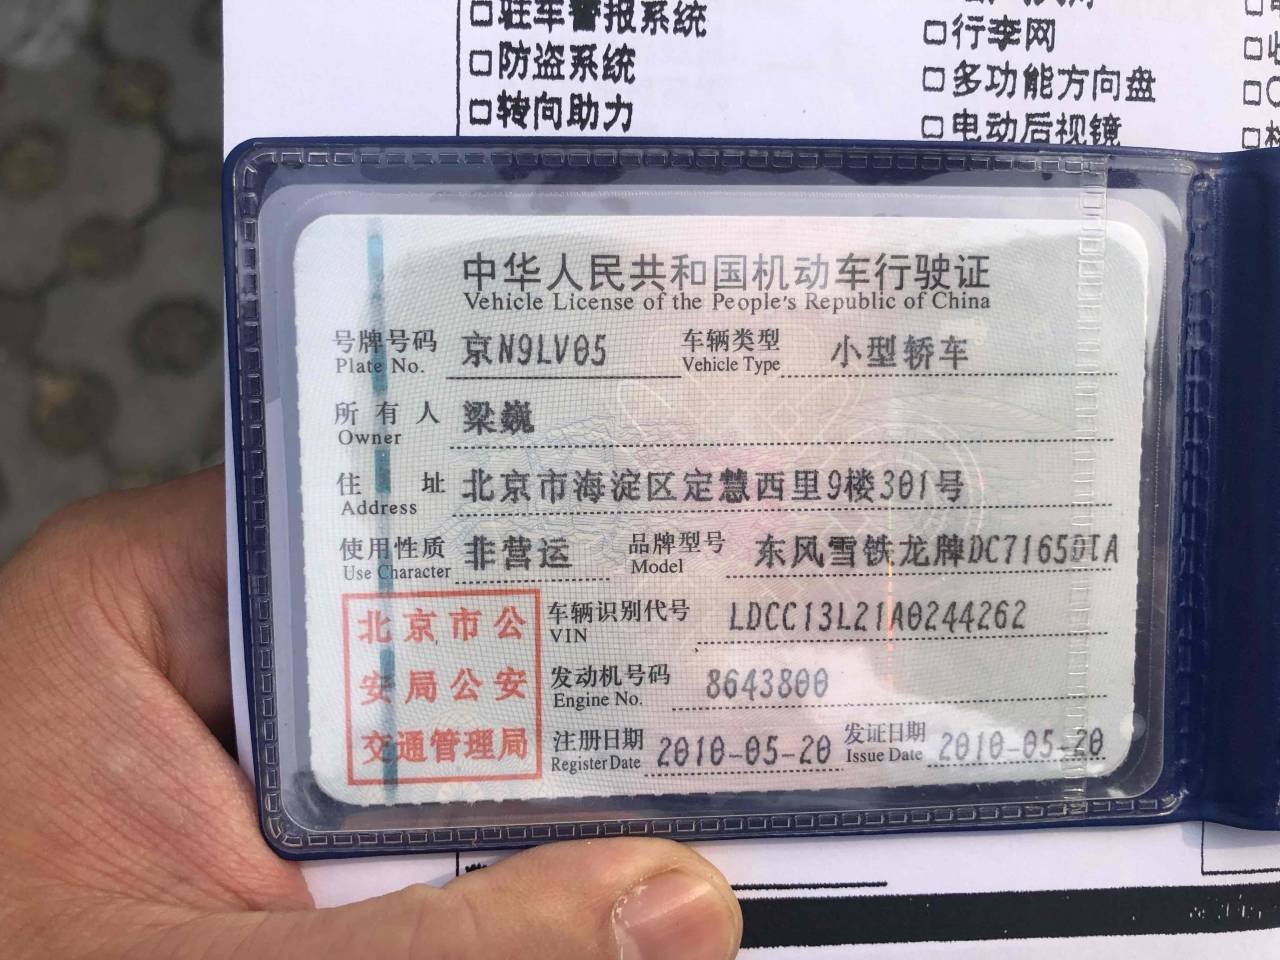 □驻车警报系统
□防盗系统
□行李网
□转向助力
□多功能方向盘
□电动后视镜
中华人民共和国机动车行驶证
Vehicle License of the People's Republic of China
号牌号码 京N9LV05 车辆类型 小型轿车
Plate No. Vehicle Type
所有人 梁巍
Owner
住址 北京市海淀区定慧西里9楼301号
Address
使用性质 非营运 品牌型号 东风雪铁龙牌DC7165DTA
Use Character Model
北京市公
安局公安
交通管理局
车辆识别代号 LDCC13L21A0244262
VIN
发动机号码 8643800
Engine No.
注册日期 2010-05-20 发证日期 2010-05-20
Register Date Issue Date